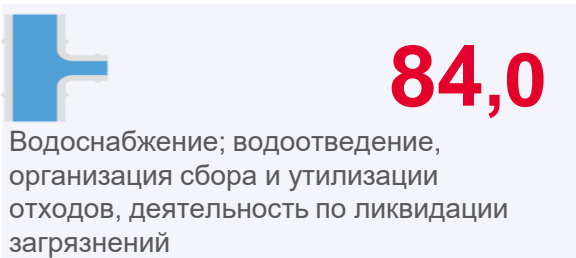 84,0
Водоснабжение; водоотведение,
организация сбора и утилизации
отходов, деятельность по ликвидации
загрязнений